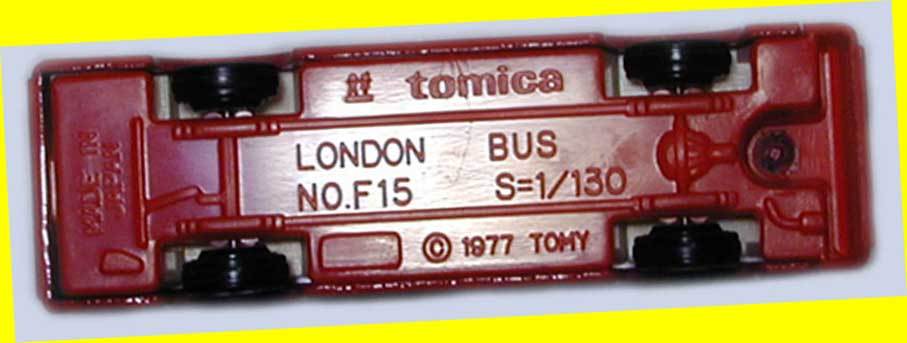 tomica
LONDON BUS
NO.F15 S=1/130
© 1977 TOMY
MADE IN
JAPAN